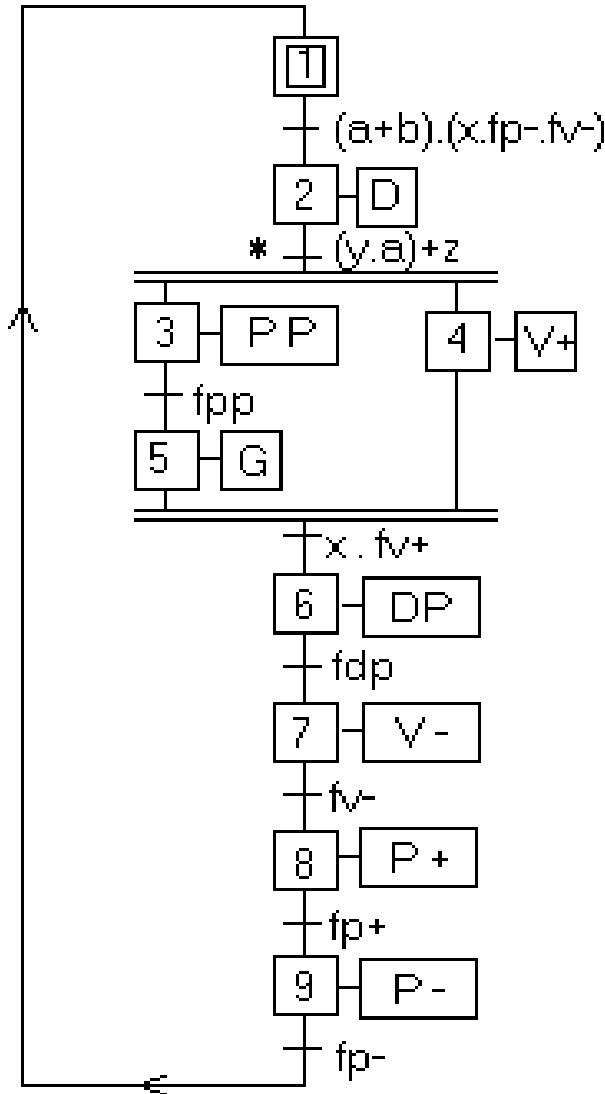 1
(a+b).(x.fp-.fv-)
2 D
* (y.a)+z
3 PP 4 V+
fpp
5 G
x.fv+
6 DP
fdp
7 V-
fv-
8 P+
fp+
9 P-
fp-